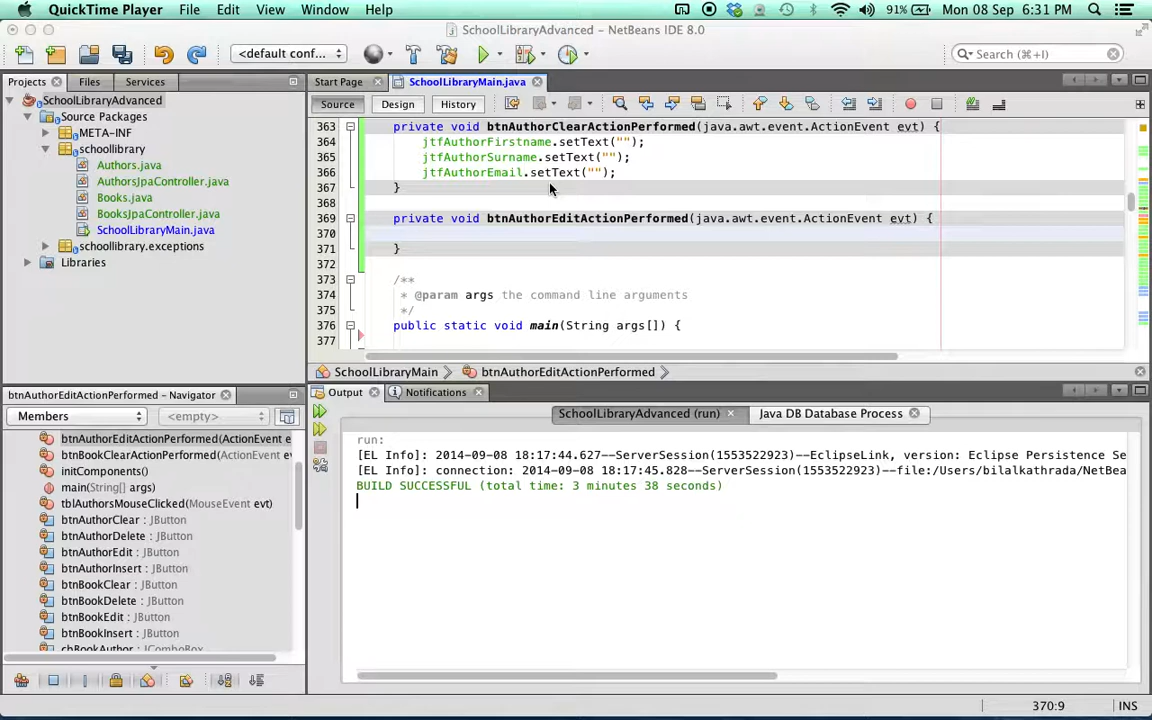 QuickTime Player File Edit View Window Help 91% Mon 08 Sep 6:31 PM
SchoolLibraryAdvanced - NetBeans IDE 8.0
<default conf...
Search (⌘+I)
Projects Files Services
SchoolLibraryAdvanced
Source Packages
META-INF
schoollibrary
Authors.java
AuthorsJpaController.java
Books.java
BooksJpaController.java
SchoolLibraryMain.java
schoollibrary.exceptions
Libraries
Start Page SchoolLibraryMain.java
Source Design History
363 private void btnAuthorClearActionPerformed(java.awt.event.ActionEvent evt) {
364 jtfAuthorFirstname.setText("");
365 jtfAuthorSurname.setText("");
366 jtfAuthorEmail.setText("");
367 }
368
369 private void btnAuthorEditActionPerformed(java.awt.event.ActionEvent evt) {
370
371 }
372
373 /**
374 * @param args the command line arguments
375 */
376 public static void main(String args[]) {
377
SchoolLibraryMain btnAuthorEditActionPerformed
btnAuthorEditActionPerformed - Navigator
Members <empty>
btnAuthorEditActionPerformed(ActionEvent e
btnBookClearActionPerformed(ActionEvent
initComponents()
main(String[] args)
tblAuthorsMouseClicked(MouseEvent evt)
btnAuthorClear : JButton
btnAuthorDelete : JButton
btnAuthorEdit : JButton
btnAuthorInsert : JButton
btnBookClear : JButton
btnBookDelete : JButton
btnBookEdit : JButton
btnBookInsert : JButton
cbBookAuthor : JComboBox
Output Notifications
SchoolLibraryAdvanced (run) Java DB Database Process
run:
[EL Info]: 2014-09-08 18:17:44.627--ServerSession(1553522923)--EclipseLink, version: Eclipse Persistence Se
[EL Info]: connection: 2014-09-08 18:17:45.828--ServerSession(1553522923)--file:/Users/bilalkathrada/NetBea
BUILD SUCCESSFUL (total time: 3 minutes 38 seconds)
370:9 INS